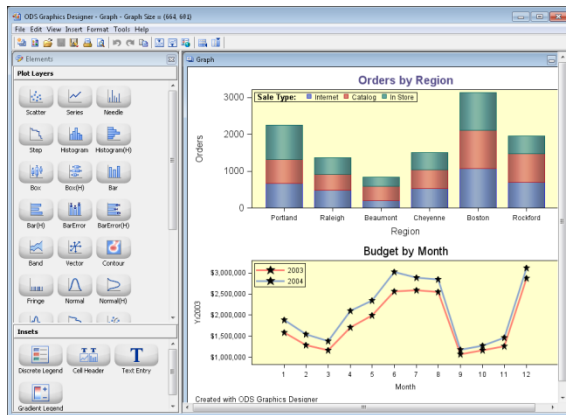 ODS Graphics Designer - Graph - Graph Size = (664, 601)
File Edit View Insert Format Tools Help
Elements
Plot Layers
Scatter Series Needle
Step Histogram Histogram(H)
Box Box(H) Bar
Bar(H) BarError BarError(H)
Band Vector Contour
Fringe Normal Normal(H)
Insets
Discrete Legend Cell Header Text Entry
Gradient Legend
Graph
Orders by Region
Sale Type: Internet Catalog In Store
3000
2000
1000
0
Orders
Portland Raleigh Beaumont Cheyenne Boston Rockford
Region
Budget by Month
2003
2004
$3,000,000
$2,500,000
$2,000,000
$1,500,000
$1,000,000
Yr2003
1 2 3 4 5 6 7 8 9 10 11 12
Month
Created with ODS Graphics Designer